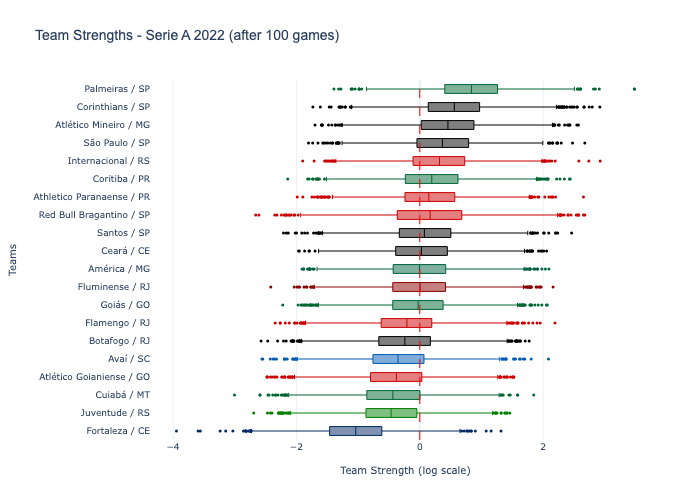 Team Strengths - Serie A 2022 (after 100 games)
Palmeiras / SP
Corinthians / SP
Atlético Mineiro / MG
São Paulo / SP
Internacional / RS
Coritiba / PR
Athletico Paranaense / PR
Red Bull Bragantino / SP
Santos / SP
Ceará / CE
América / MG
Fluminense / RJ
Goiás / GO
Flamengo / RJ
Botafogo / RJ
Avaí / SC
Atlético Goianiense / GO
Cuiabá / MT
Juventude / RS
Fortaleza / CE
Teams
−4 −2 0 2
Team Strength (log scale)